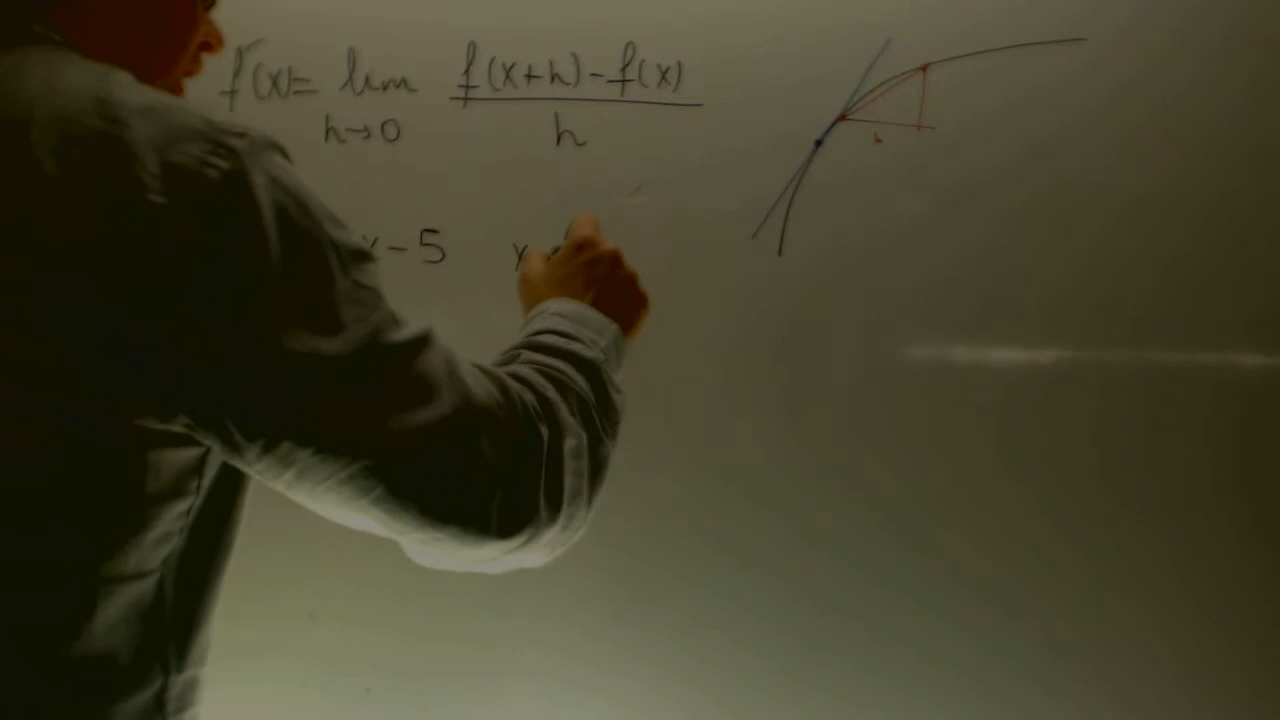 f'(x) = lim h→0 f(x+h) - f(x) / h
x - 5
h